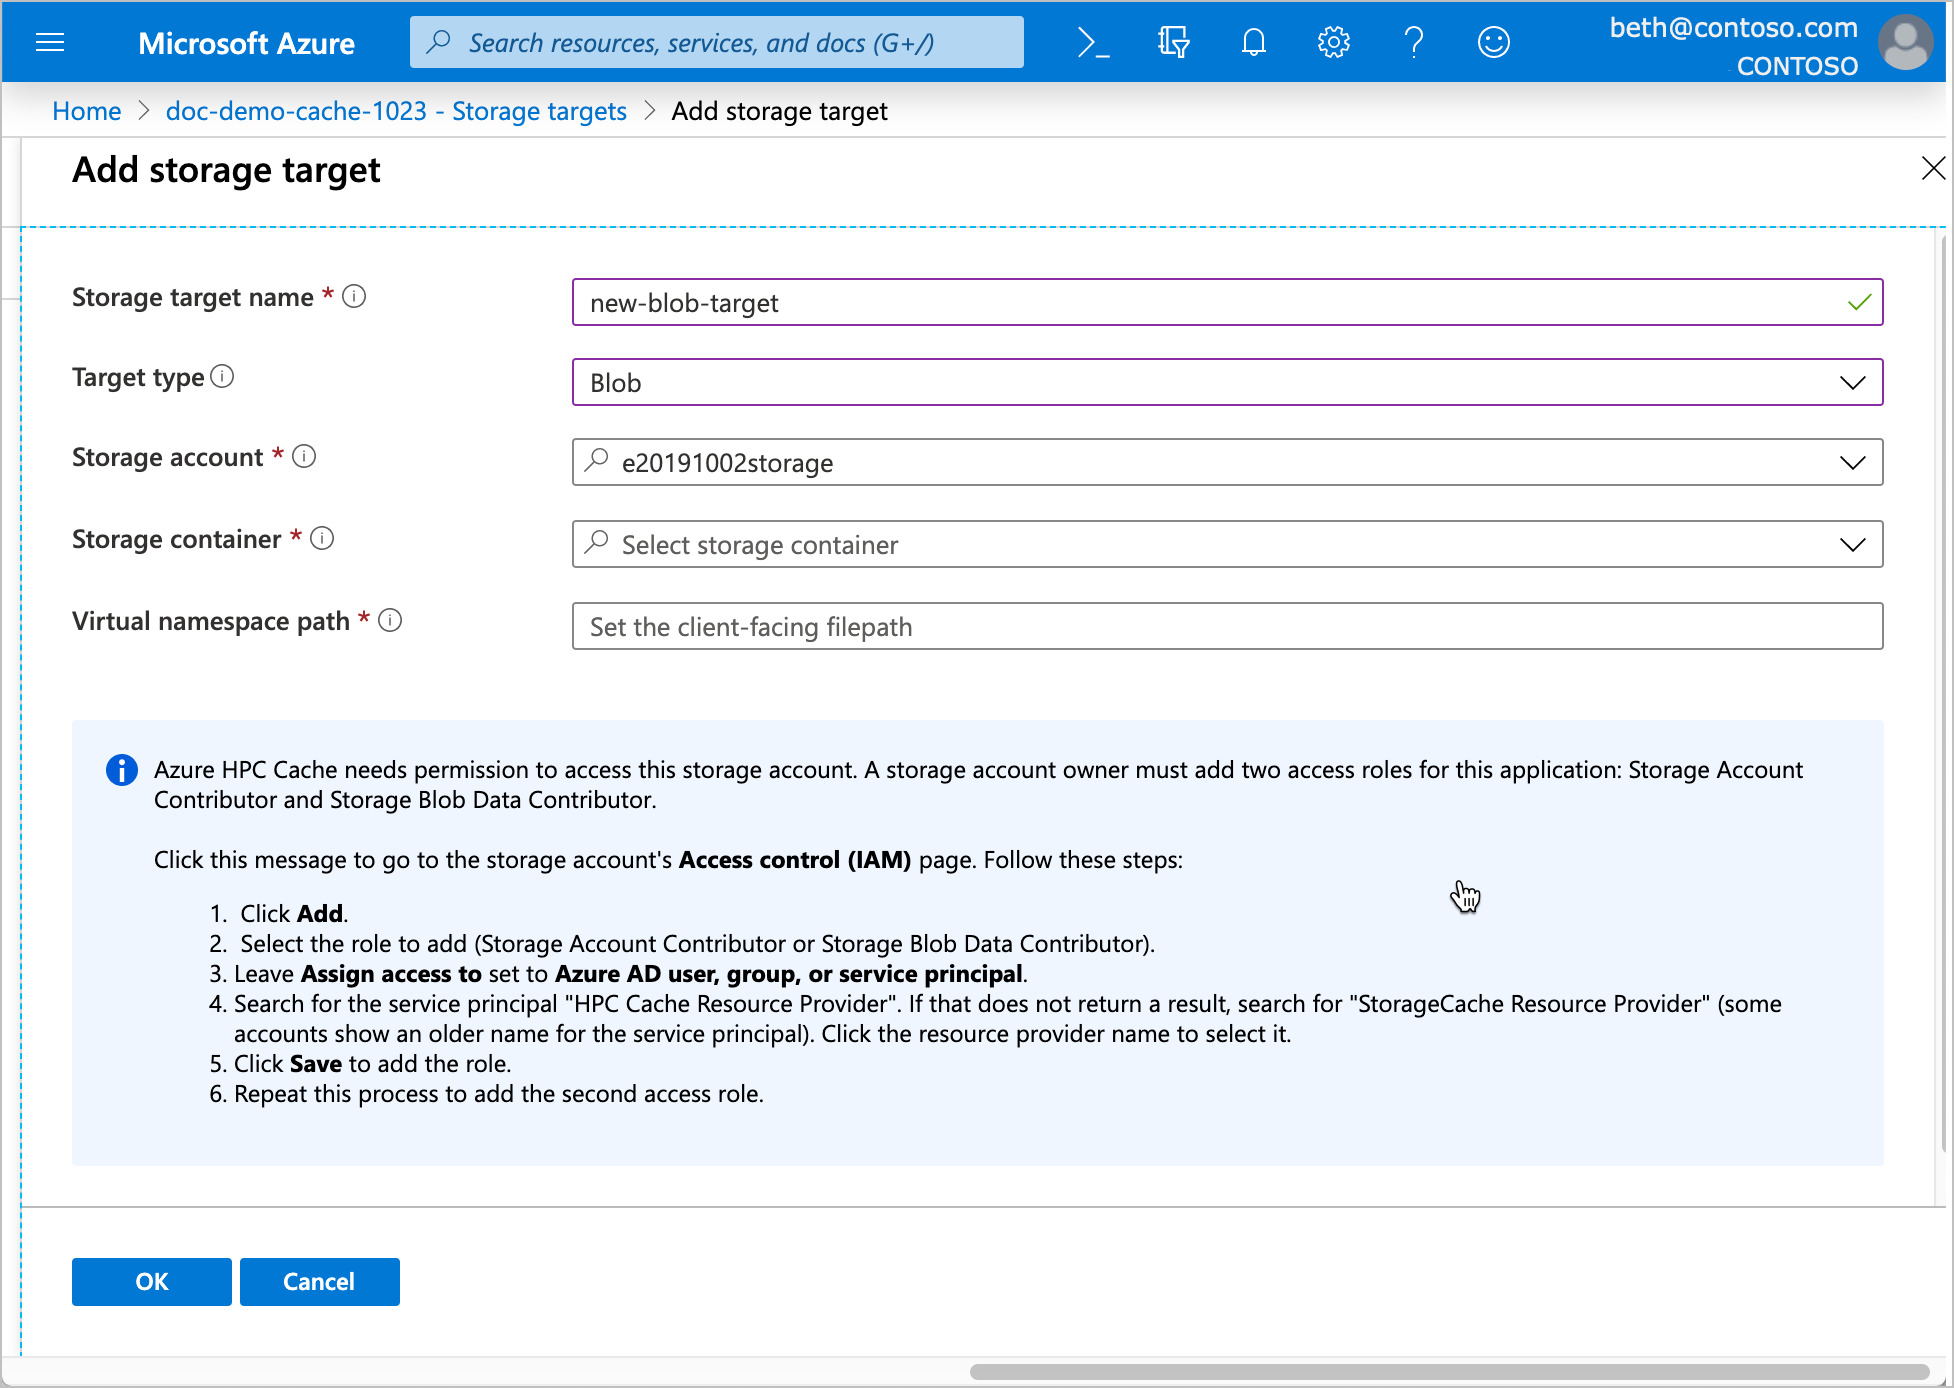 Microsoft Azure
Search resources, services, and docs (G+/)
beth@contoso.com
CONTOSO
Home > doc-demo-cache-1023 - Storage targets > Add storage target
Add storage target
Storage target name *
new-blob-target
Target type
Blob
Storage account *
e20191002storage
Storage container *
Select storage container
Virtual namespace path *
Set the client-facing filepath
Azure HPC Cache needs permission to access this storage account. A storage account owner must add two access roles for this application: Storage Account
Contributor and Storage Blob Data Contributor.
Click this message to go to the storage account's Access control (IAM) page. Follow these steps:
1. Click Add.
2. Select the role to add (Storage Account Contributor or Storage Blob Data Contributor).
3. Leave Assign access to set to Azure AD user, group, or service principal.
4. Search for the service principal "HPC Cache Resource Provider". If that does not return a result, search for "StorageCache Resource Provider" (some
accounts show an older name for the service principal). Click the resource provider name to select it.
5. Click Save to add the role.
6. Repeat this process to add the second access role.
OK
Cancel